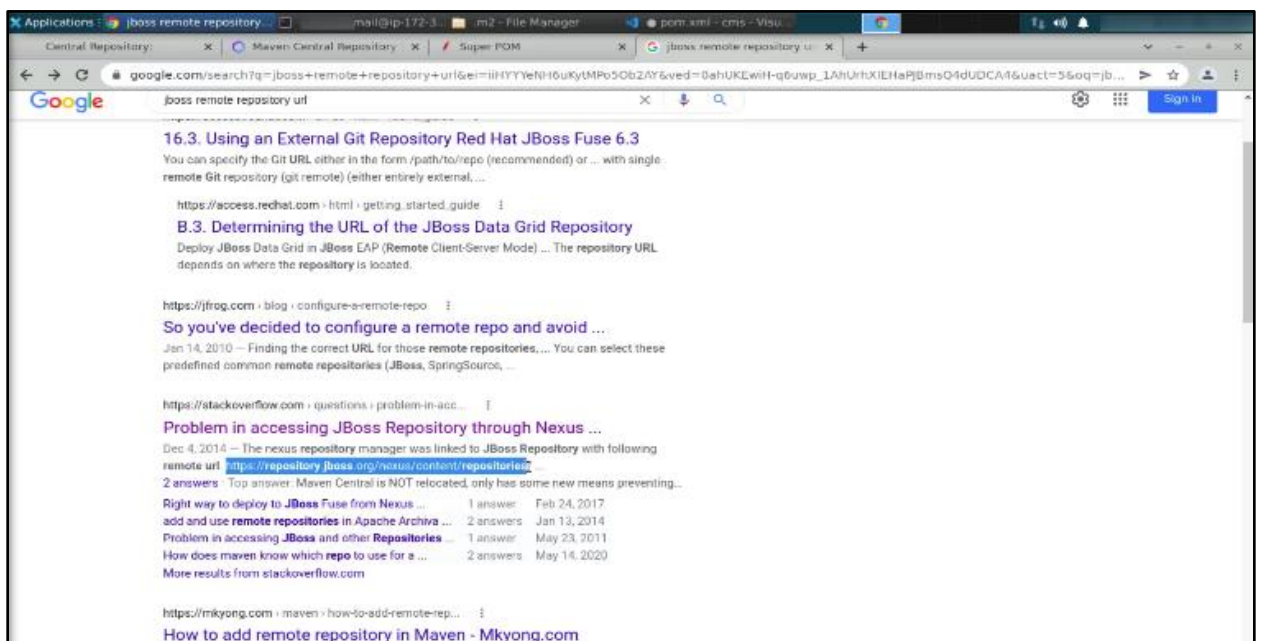 Applications jboss remote repository... mail@ip-172-3... .m2 - File Manager pom.xml - cms - Visu...
Central Repository: Maven Central Repository Super POM jboss remote repository u
google.com/search?q=jboss+remote+repository+url&ei=
Google jboss remote repository url Sign in
16.3. Using an External Git Repository Red Hat JBoss Fuse 6.3
You can specify the Git URL either in the form /path/to/repo (recommended) or ... with single
remote Git repository (git remote) (either entirely external, ...
https://access.redhat.com › html › getting_started_guide
B.3. Determining the URL of the JBoss Data Grid Repository
Deploy JBoss Data Grid in JBoss EAP (Remote Client-Server Mode) ... The repository URL
depends on where the repository is located.
https://jfrog.com › blog › configure-a-remote-repo
So you've decided to configure a remote repo and avoid ...
Jan 14, 2010 — Finding the correct URL for those remote repositories, ... You can select these
predefined common remote repositories (JBoss, SpringSource, ...
https://stackoverflow.com › questions › problem-in-acc...
Problem in accessing JBoss Repository through Nexus ...
Dec 4, 2014 — The nexus repository manager was linked to JBoss Repository with following
remote url https://repository.jboss.org/nexus/content/repositories ...
2 answers · Top answer: Maven Central is NOT relocated, only has some new means preventing...
Right way to deploy to JBoss Fuse from Nexus ... 1 answer Feb 24, 2017
add and use remote repositories in Apache Archiva ... 2 answers Jan 13, 2014
Problem in accessing JBoss and other Repositories ... 1 answer May 23, 2011
How does maven know which repo to use for a ... 2 answers May 14, 2020
More results from stackoverflow.com
https://mkyong.com › maven › how-to-add-remote-rep...
How to add remote repository in Maven - Mkyong.com